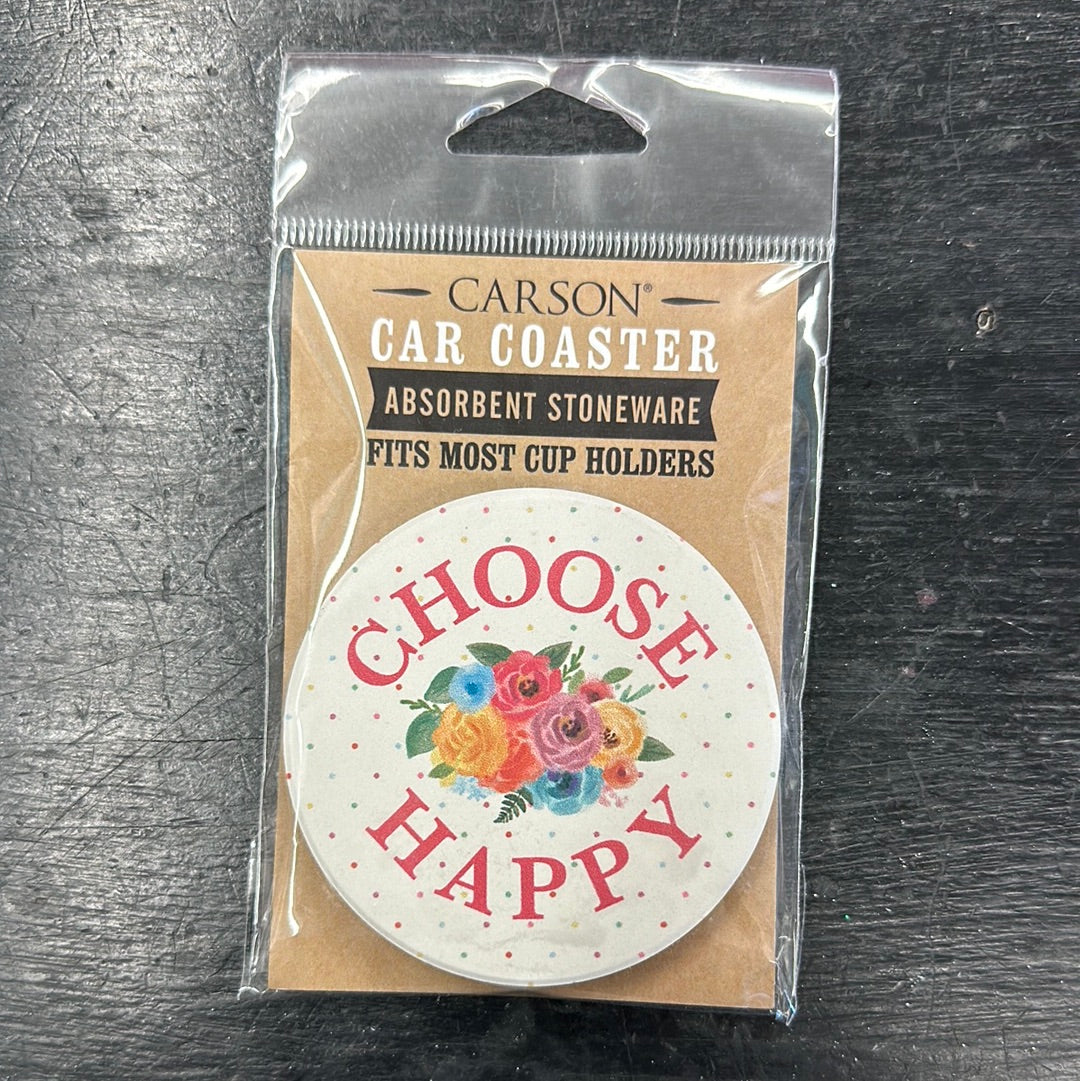 CARSON®
CAR COASTER
ABSORBENT STONEWARE
FITS MOST CUP HOLDERS
CHOOSE
HAPPY